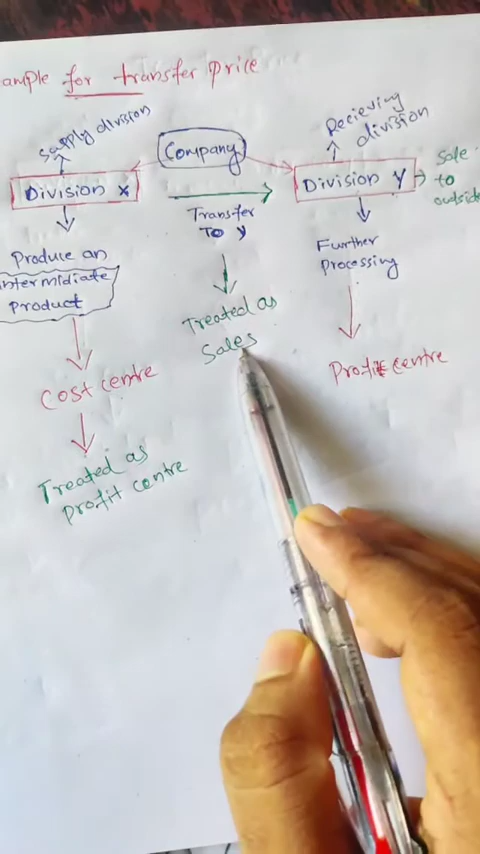 ample for transfer price
Supply division
Company
Recieving
division
Division X
Transfer
To Y
Division Y
Sale
to
outside
Produce an
intermidiate
Product
Further
Processing
Treated as
Sales
Cost centre
Profit centre
Treated as
profit centre